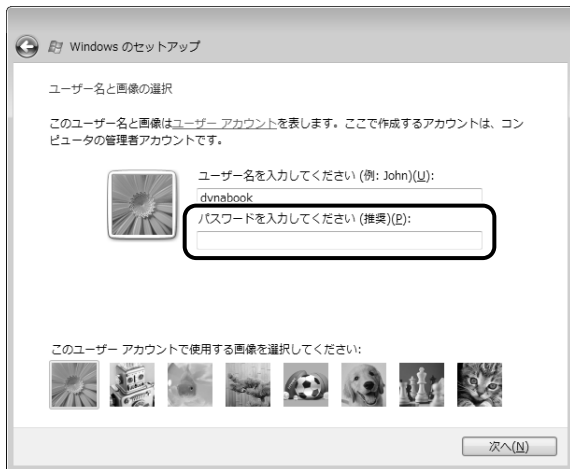 Windows のセットアップ
ユーザー名と画像の選択
このユーザー名と画像はユーザー アカウントを表します。ここで作成するアカウントは、コン
ピュータの管理者アカウントです。
ユーザー名を入力してください (例: John)(U):
dynabook
パスワードを入力してください (推奨)(P):
このユーザー アカウントで使用する画像を選択してください:
次へ(N)